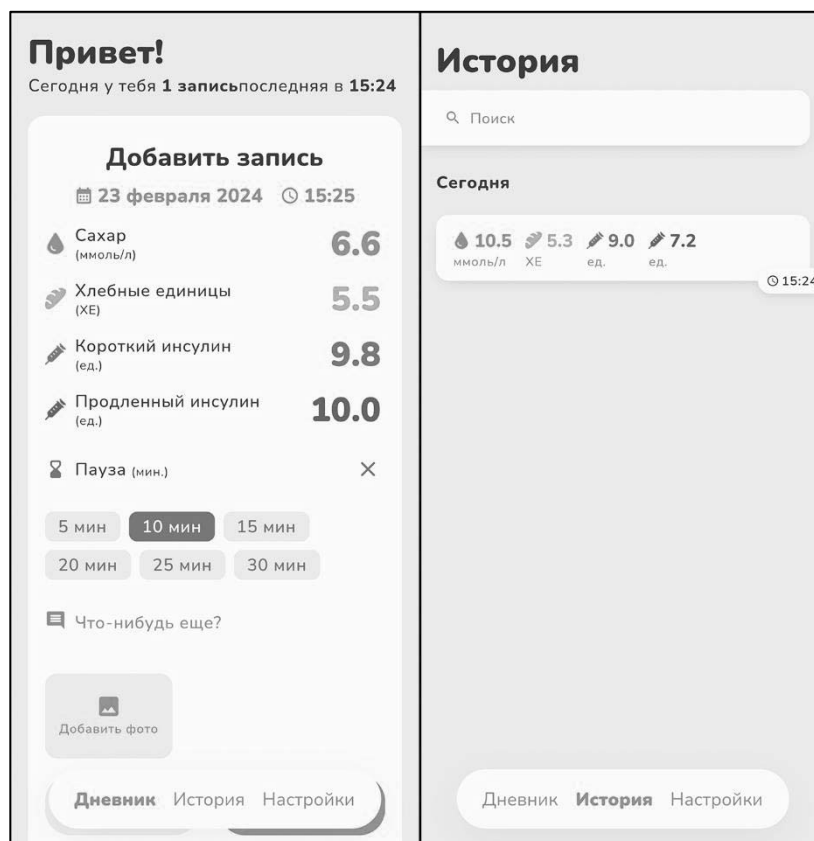 Привет!
Сегодня у тебя 1 записьпоследняя в 15:24
Добавить запись
23 февраля 2024 15:25
Сахар
(ммоль/л)
6.6
Хлебные единицы
(ХЕ)
5.5
Короткий инсулин
(ед.)
9.8
Продленный инсулин
(ед.)
10.0
Пауза (мин.)
5 мин 10 мин 15 мин
20 мин 25 мин 30 мин
Что-нибудь еще?
Добавить фото
Дневник История Настройки
История
Поиск
Сегодня
10.5 5.3 9.0 7.2
ммоль/л ХЕ ед. ед.
15:24
Дневник История Настройки